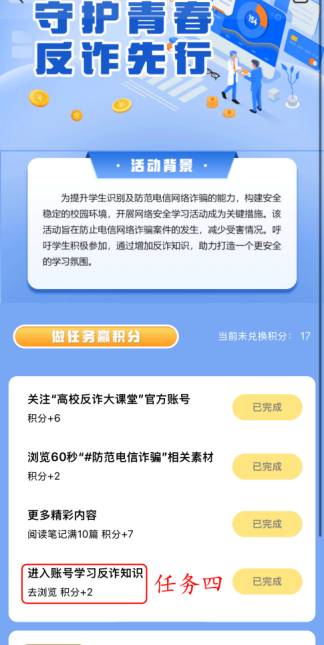 守护青春
反诈先行
154
· 活动背景 ·
为提升学生识别及防范电信网络诈骗的能力，构建安全
稳定的校园环境，开展网络安全学习活动成为关键措施。该
活动旨在防止电信网络诈骗案件的发生，减少受害情况。呼
吁学生积极参加，通过增加反诈知识，助力打造一个更安全
的学习氛围。
做任务赢积分
当前未兑换积分： 17
关注“高校反诈大课堂”官方账号
积分+6
已完成
浏览60秒“#防范电信诈骗”相关素材
积分+2
已完成
更多精彩内容
阅读笔记满10篇 积分+7
已完成
进入账号学习反诈知识
去浏览 积分+2
任务四
已完成